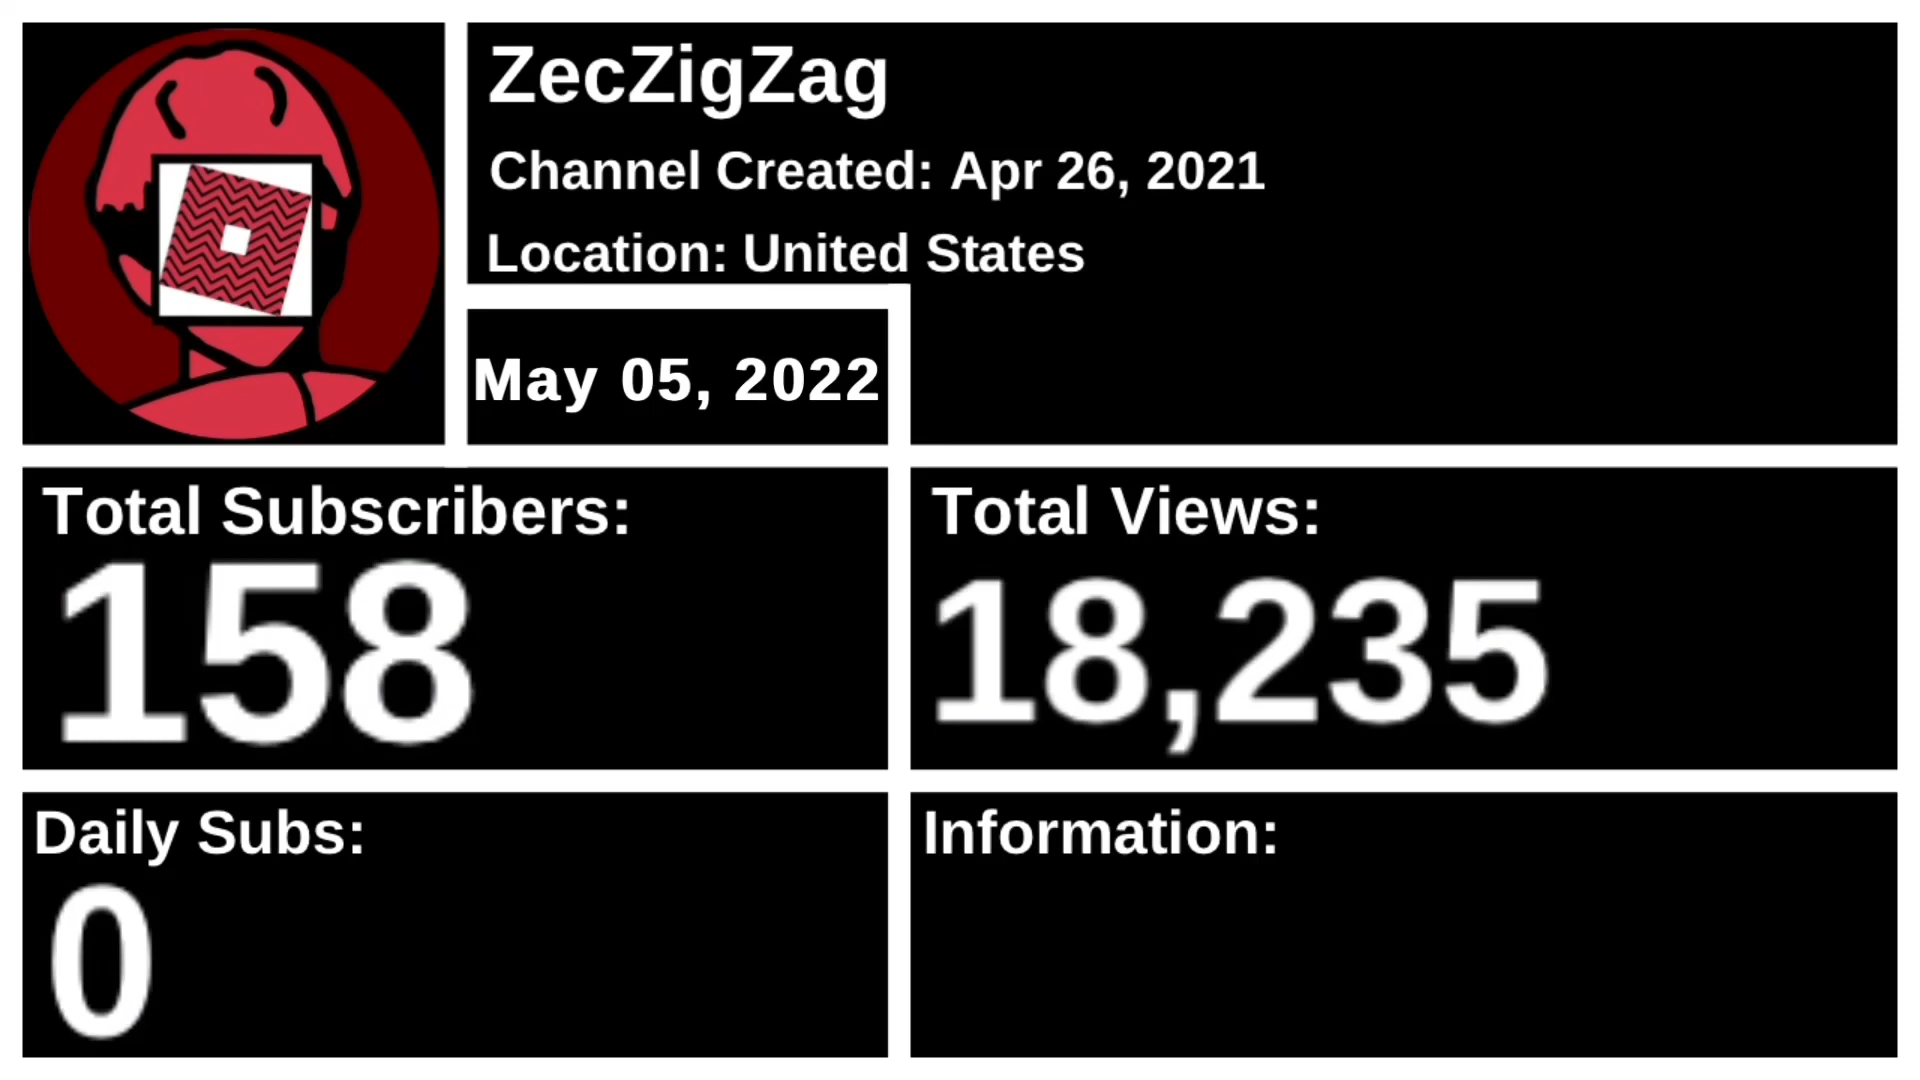 ZecZigZag
Channel Created: Apr 26, 2021
Location: United States
May 05, 2022
Total Subscribers:
158
Total Views:
18,235
Daily Subs:
0
Information: